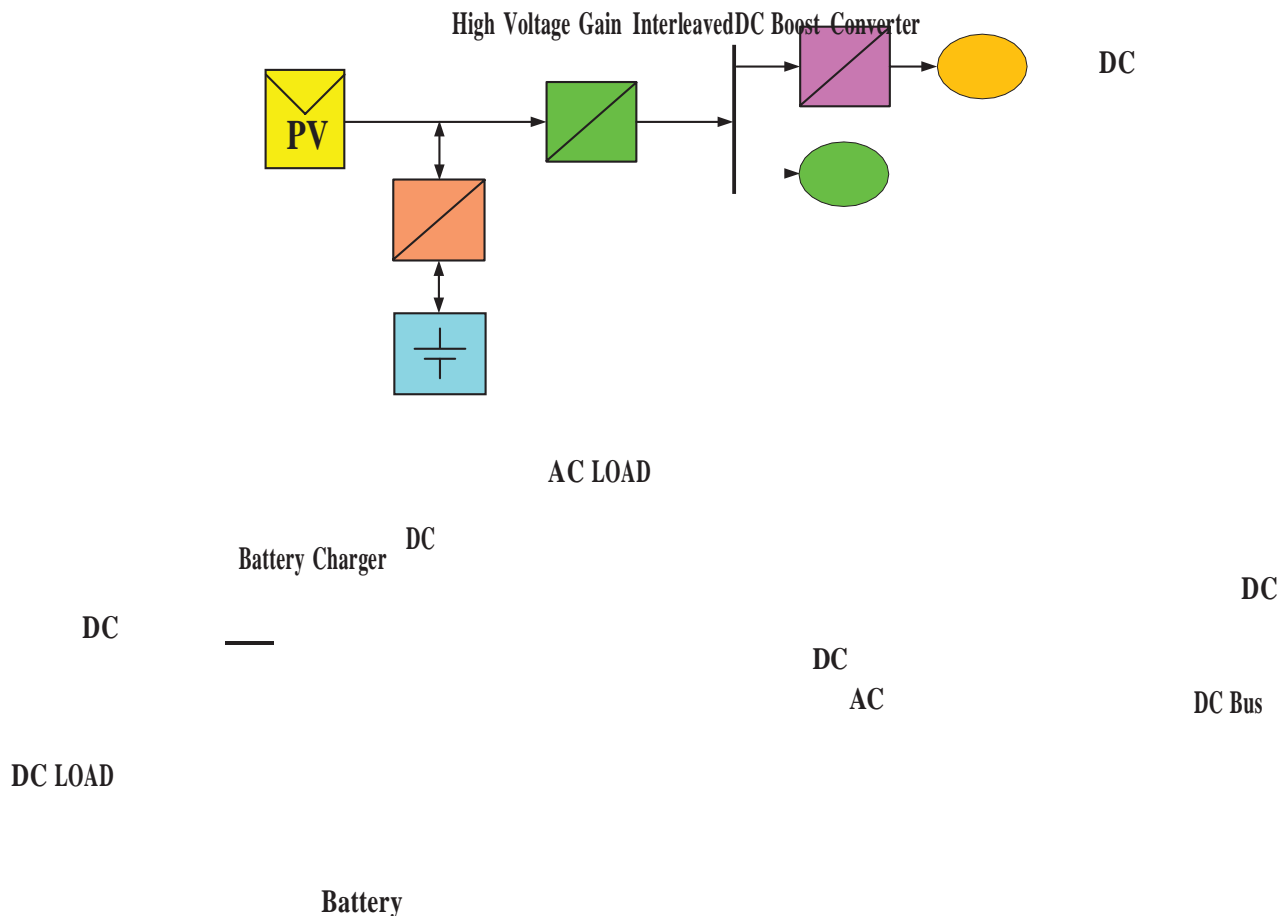 High Voltage Gain InterleavedDC Boost Converter
DC
PV
AC LOAD
DC
Battery Charger
DC
DC
DC
AC
DC Bus
DC LOAD
Battery